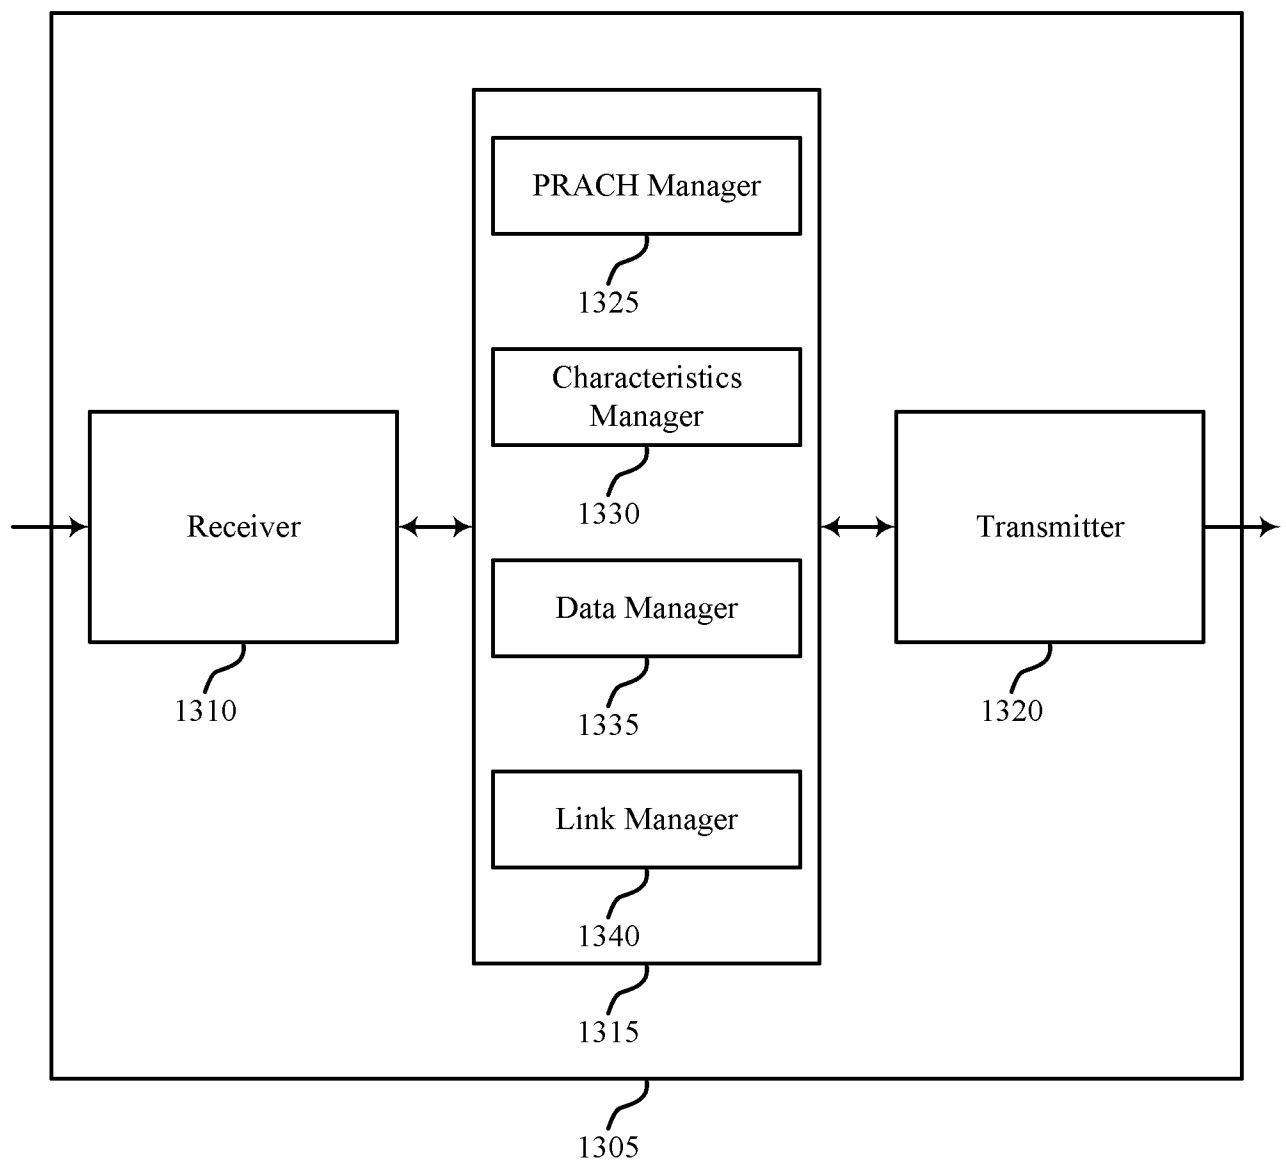 PRACH Manager
1325
Characteristics
Manager
1330
Receiver
1310
Data Manager
1335
Transmitter
1320
Link Manager
1340
1315
1305